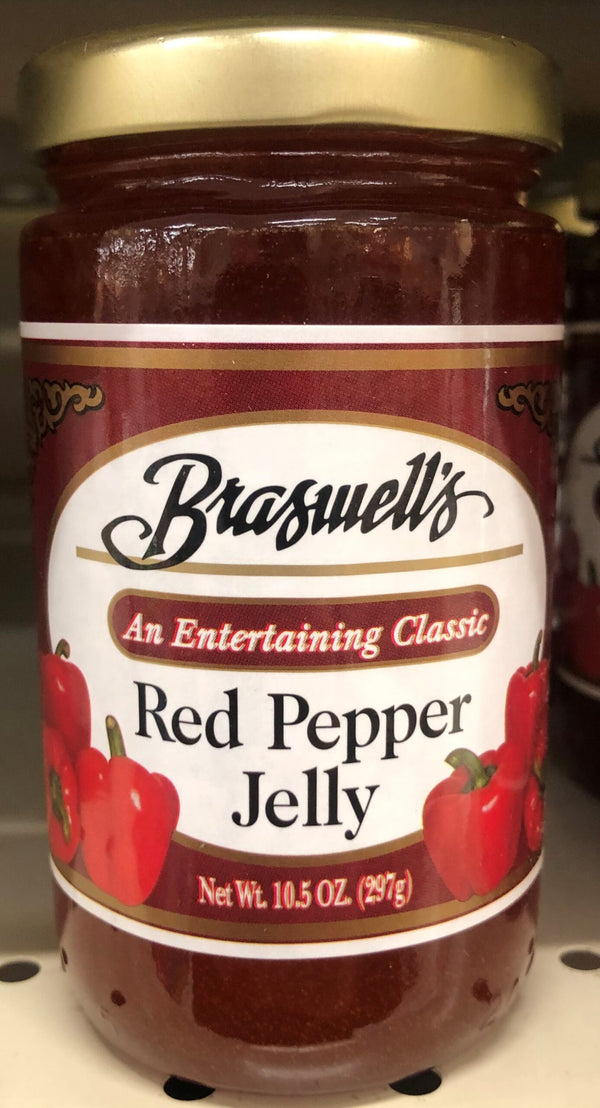 Braswell's
An Entertaining Classic
Red Pepper
Jelly
Net Wt. 10.5 OZ. (297g)